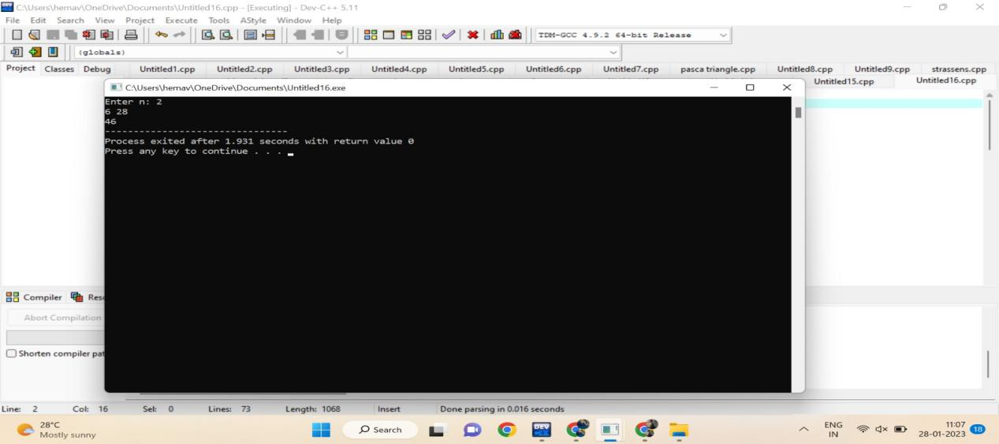 C:\Users\hemav\OneDrive\Documents\Untitled16.cpp - [Executing] - Dev-C++ 5.11
File Edit Search View Project Execute Tools AStyle Window Help
TDM-GCC 4.9.2 64-bit Release
(globals)
Project Classes Debug Untitled1.cpp Untitled2.cpp Untitled3.cpp Untitled4.cpp Untitled5.cpp Untitled6.cpp Untitled7.cpp pasca triangle.cpp Untitled8.cpp Untitled9.cpp strassens.cpp
Untitled15.cpp Untitled16.cpp
C:\Users\hemav\OneDrive\Documents\Untitled16.exe
Enter n: 2
6 28
46
--------------------------------
Process exited after 1.931 seconds with return value 0
Press any key to continue . . .
Compiler Reso
Abort Compilation
Shorten compiler pat
Line: 2 Col: 16 Sel: 0 Lines: 73 Length: 1068 Insert Done parsing in 0.016 seconds
28°C
Mostly sunny
Search
DEV
ENG
IN
11:07
28-01-2023
18